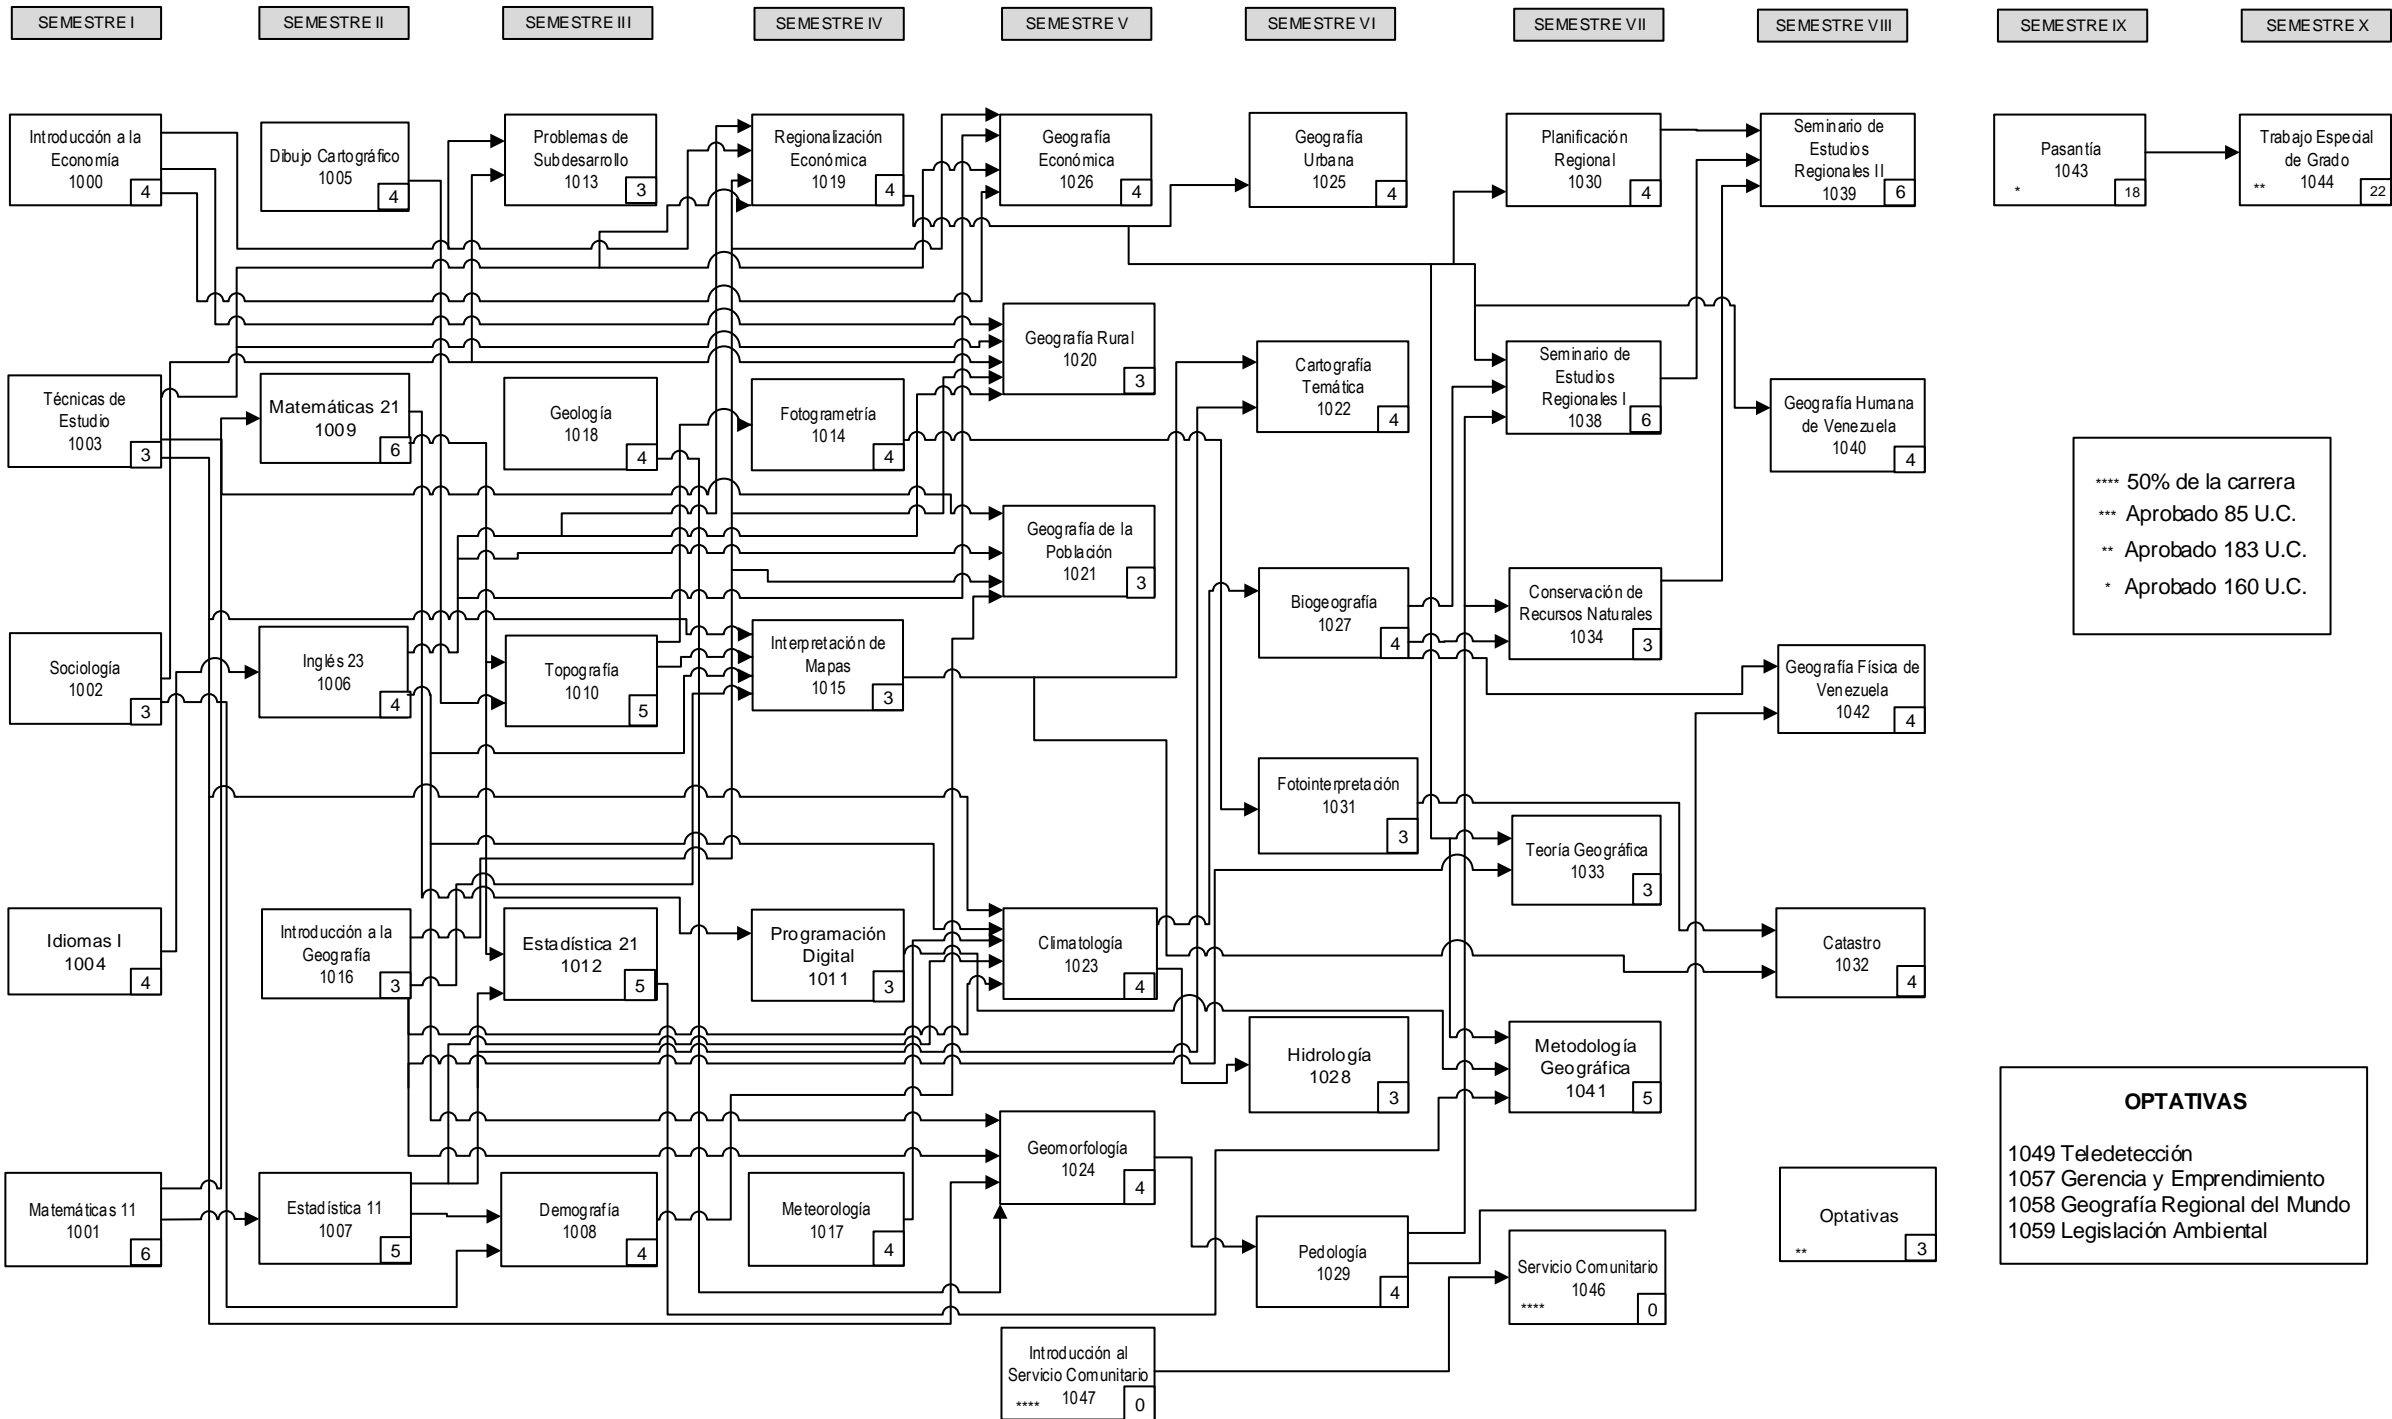 SEMESTRE I
SEMESTRE II
SEMESTRE III
SEMESTRE IV
SEMESTRE V
SEMESTRE VI
SEMESTRE VII
SEMESTRE VIII
SEMESTRE IX
SEMESTRE X
Introducción a la
Economía
1000
4
Técnicas de
Estudio
1003
3
Sociología
1002
3
Idiomas I
1004
4
Matemáticas 11
1001
6
Dibujo Cartográfico
1005
4
Matemáticas 21
1009
6
Inglés 23
1006
4
Introducción a la
Geografía
1016
3
Estadística 11
1007
5
Problemas de
Subdesarrollo
1013
3
Geología
1018
4
Topografía
1010
5
Estadística 21
1012
5
Demografía
1008
4
Regionalización
Económica
1019
4
Fotogrametría
1014
4
Interpretación de
Mapas
1015
3
Programación
Digital
1011
3
Meteorología
1017
4
Geografía
Económica
1026
4
Geografía Rural
1020
3
Geografía de la
Población
1021
3
Climatología
1023
4
Geomorfología
1024
4
Introducción al
Servicio Comunitario
**** 1047
0
Geografía
Urbana
1025
4
Cartografía
Temática
1022
4
Biogeografía
1027
4
Fotointerpretación
1031
3
Hidrología
1028
3
Pedología
1029
4
Planificación
Regional
1030
4
Seminario de
Estudios
Regionales I
1038
6
Conservación de
Recursos Naturales
1034
3
Teoría Geográfica
1033
3
Metodología
Geográfica
1041
5
Servicio Comunitario
1046
****
0
Seminario de
Estudios
Regionales II
1039
6
Geografía Humana
de Venezuela
1040
4
Geografía Física de
Venezuela
1042
4
Catastro
1032
4
Optativas
**
3
Pasantía
1043
*
18
Trabajo Especial
de Grado
** 1044
22
**** 50% de la carrera
*** Aprobado 85 U.C.
** Aprobado 183 U.C.
* Aprobado 160 U.C.
OPTATIVAS
1049 Teledetección
1057 Gerencia y Emprendimiento
1058 Geografía Regional del Mundo
1059 Legislación Ambiental